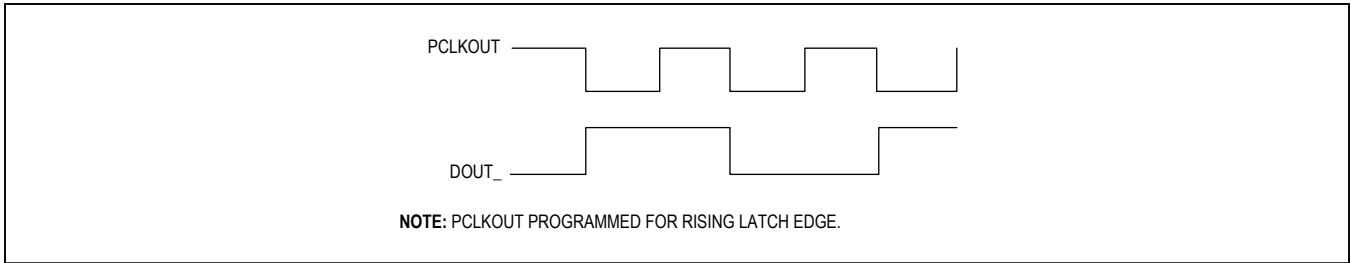 PCLKOUT
DOUT_
NOTE: PCLKOUT PROGRAMMED FOR RISING LATCH EDGE.